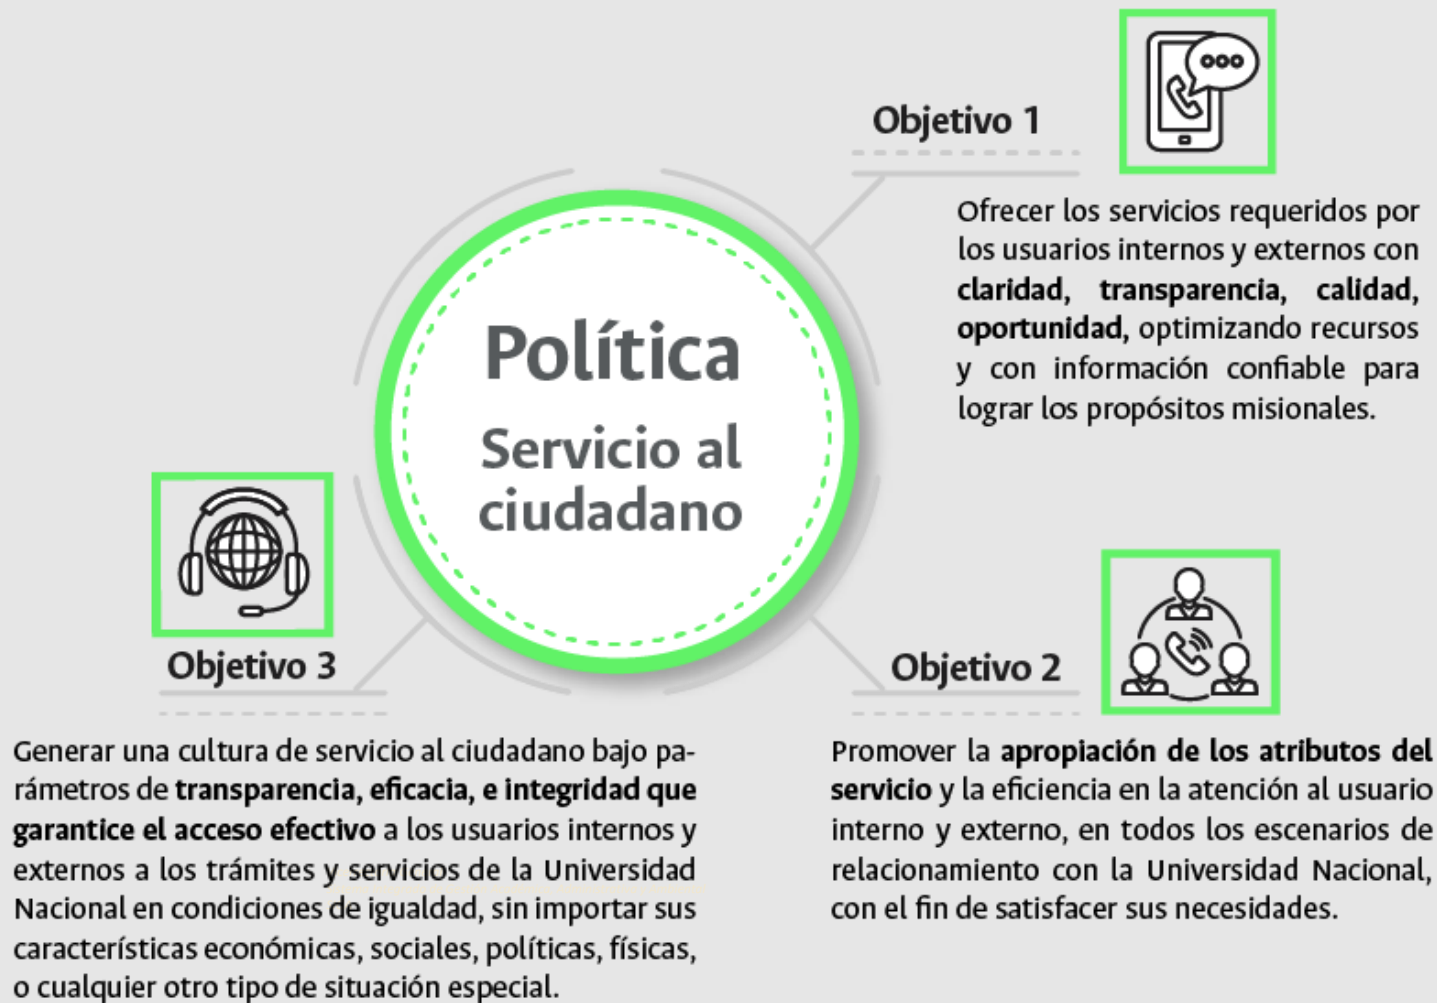 Política
Servicio al
ciudadano
Objetivo 1
Ofrecer los servicios requeridos por
los usuarios internos y externos con
claridad, transparencia, calidad,
oportunidad, optimizando recursos
y con información confiable para
lograr los propósitos misionales.
Objetivo 2
Promover la apropiación de los atributos del
servicio y la eficiencia en la atención al usuario
interno y externo, en todos los escenarios de
relacionamiento con la Universidad Nacional,
con el fin de satisfacer sus necesidades.
Objetivo 3
Generar una cultura de servicio al ciudadano bajo pa-
rámetros de transparencia, eficacia, e integridad que
garantice el acceso efectivo a los usuarios internos y
externos a los trámites y servicios de la Universidad
Nacional en condiciones de igualdad, sin importar sus
características económicas, sociales, políticas, físicas,
o cualquier otro tipo de situación especial.